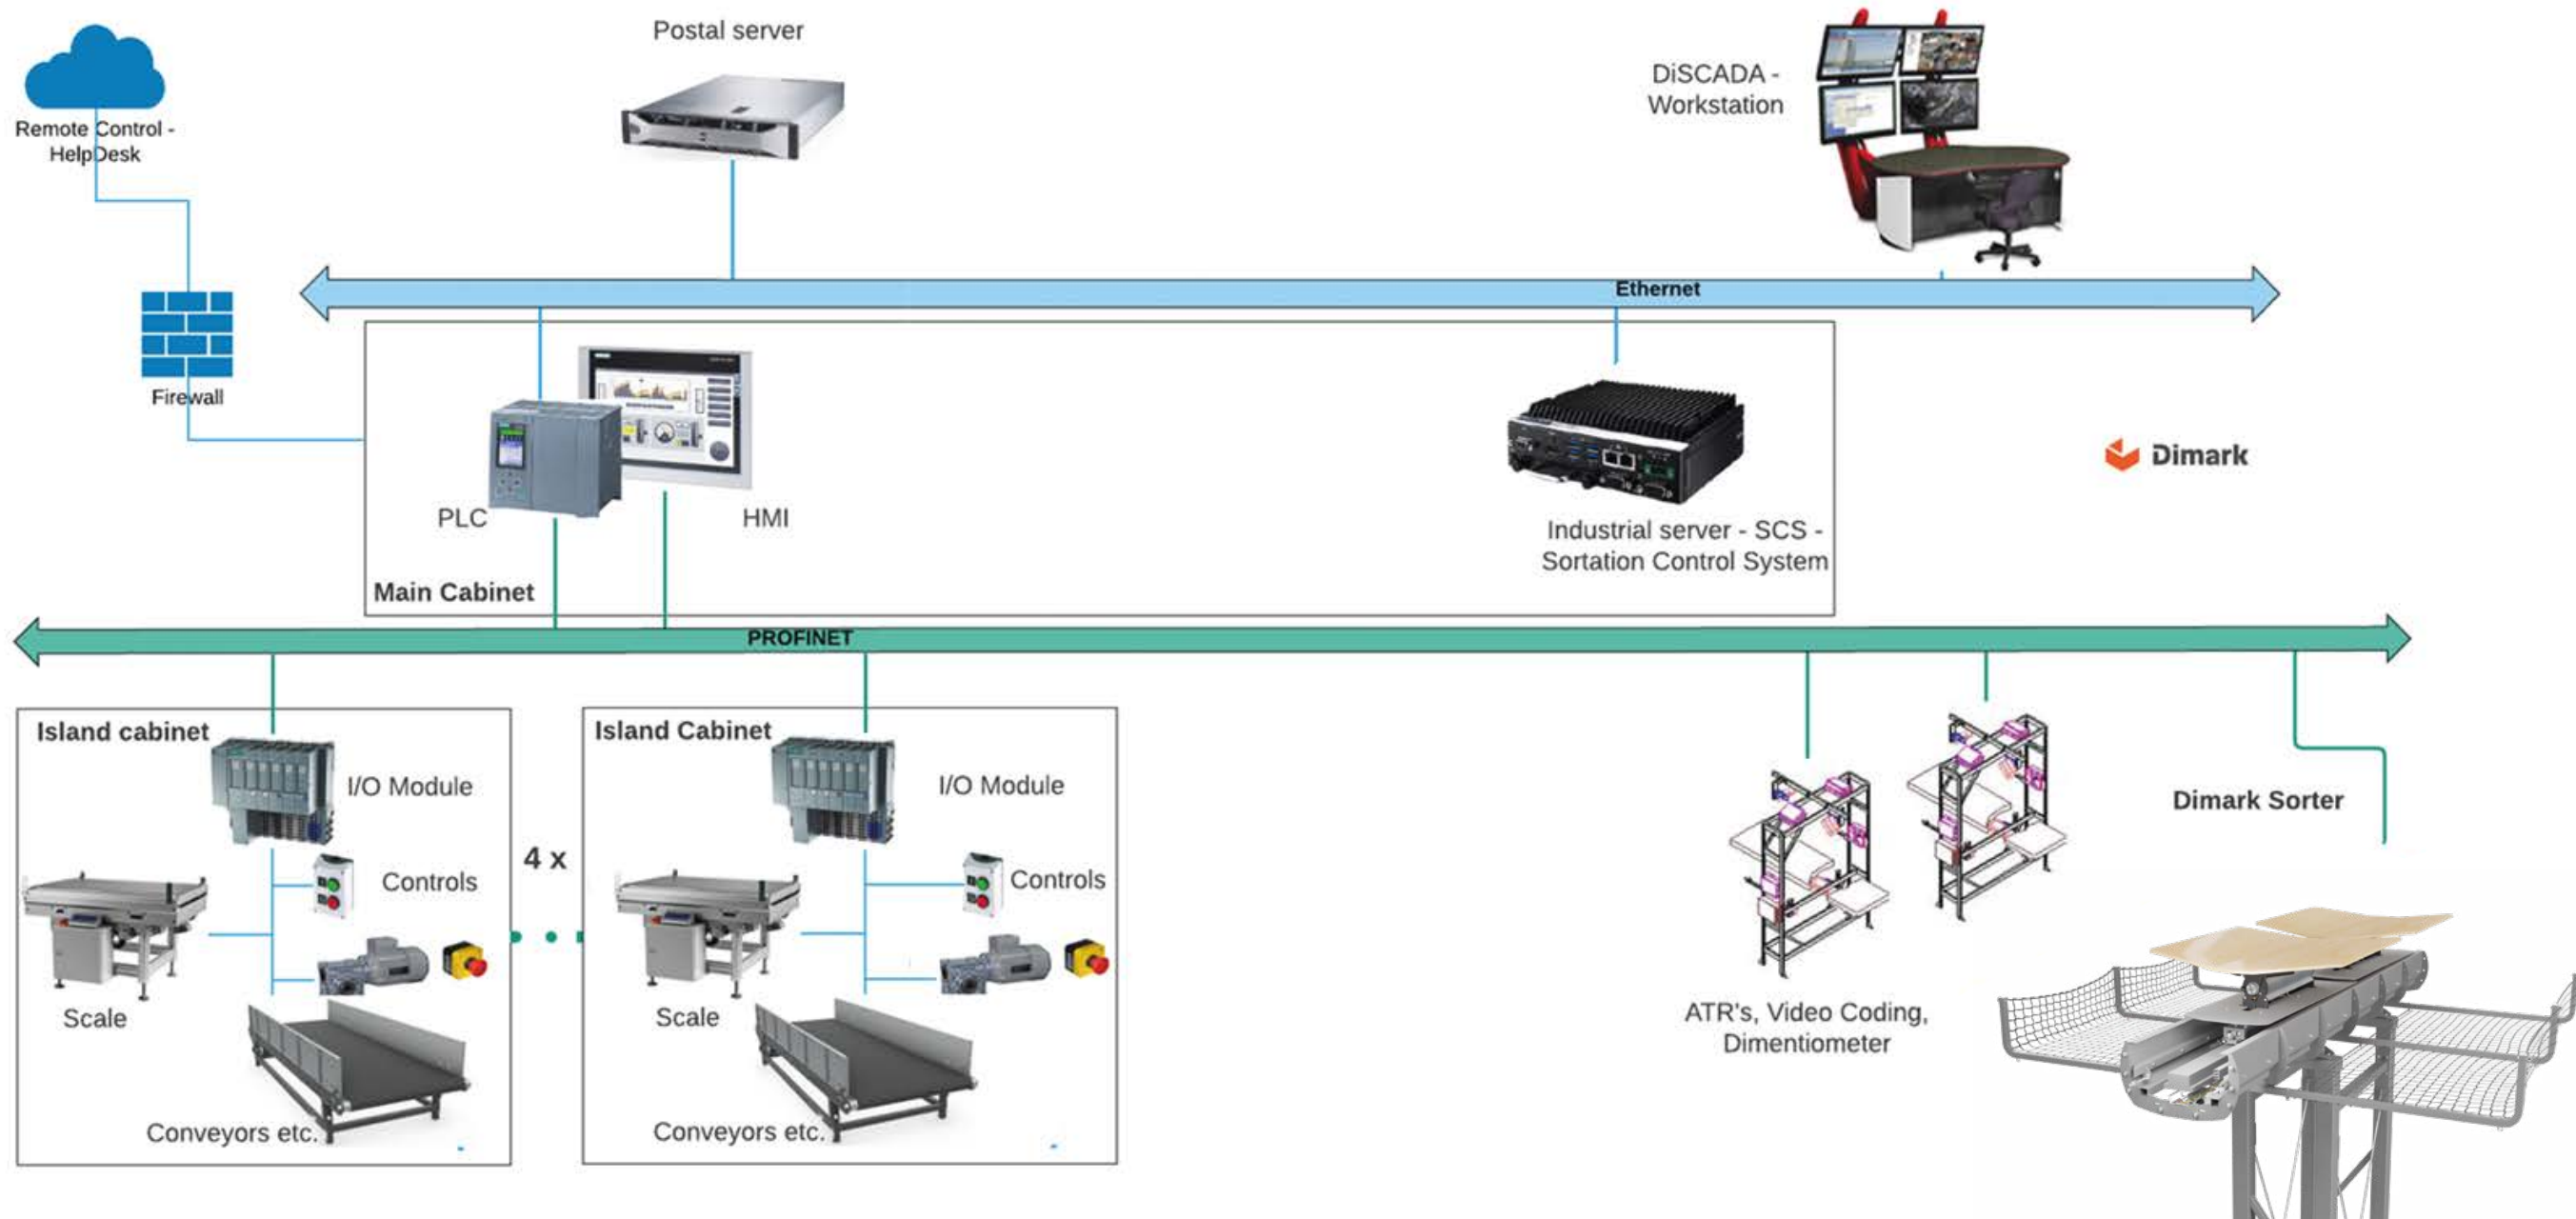 Postal server
DiSCADA -
Workstation
Remote Control -
HelpDesk
Ethernet
Firewall
Dimark
PLC
HMI
Industrial server - SCS -
Sortation Control System
Main Cabinet
PROFINET
Island cabinet
I/O Module
Controls
Scale
Conveyors etc.
4 x
Island Cabinet
I/O Module
Controls
Scale
Conveyors etc.
Dimark Sorter
ATR's, Video Coding,
Dimentiometer